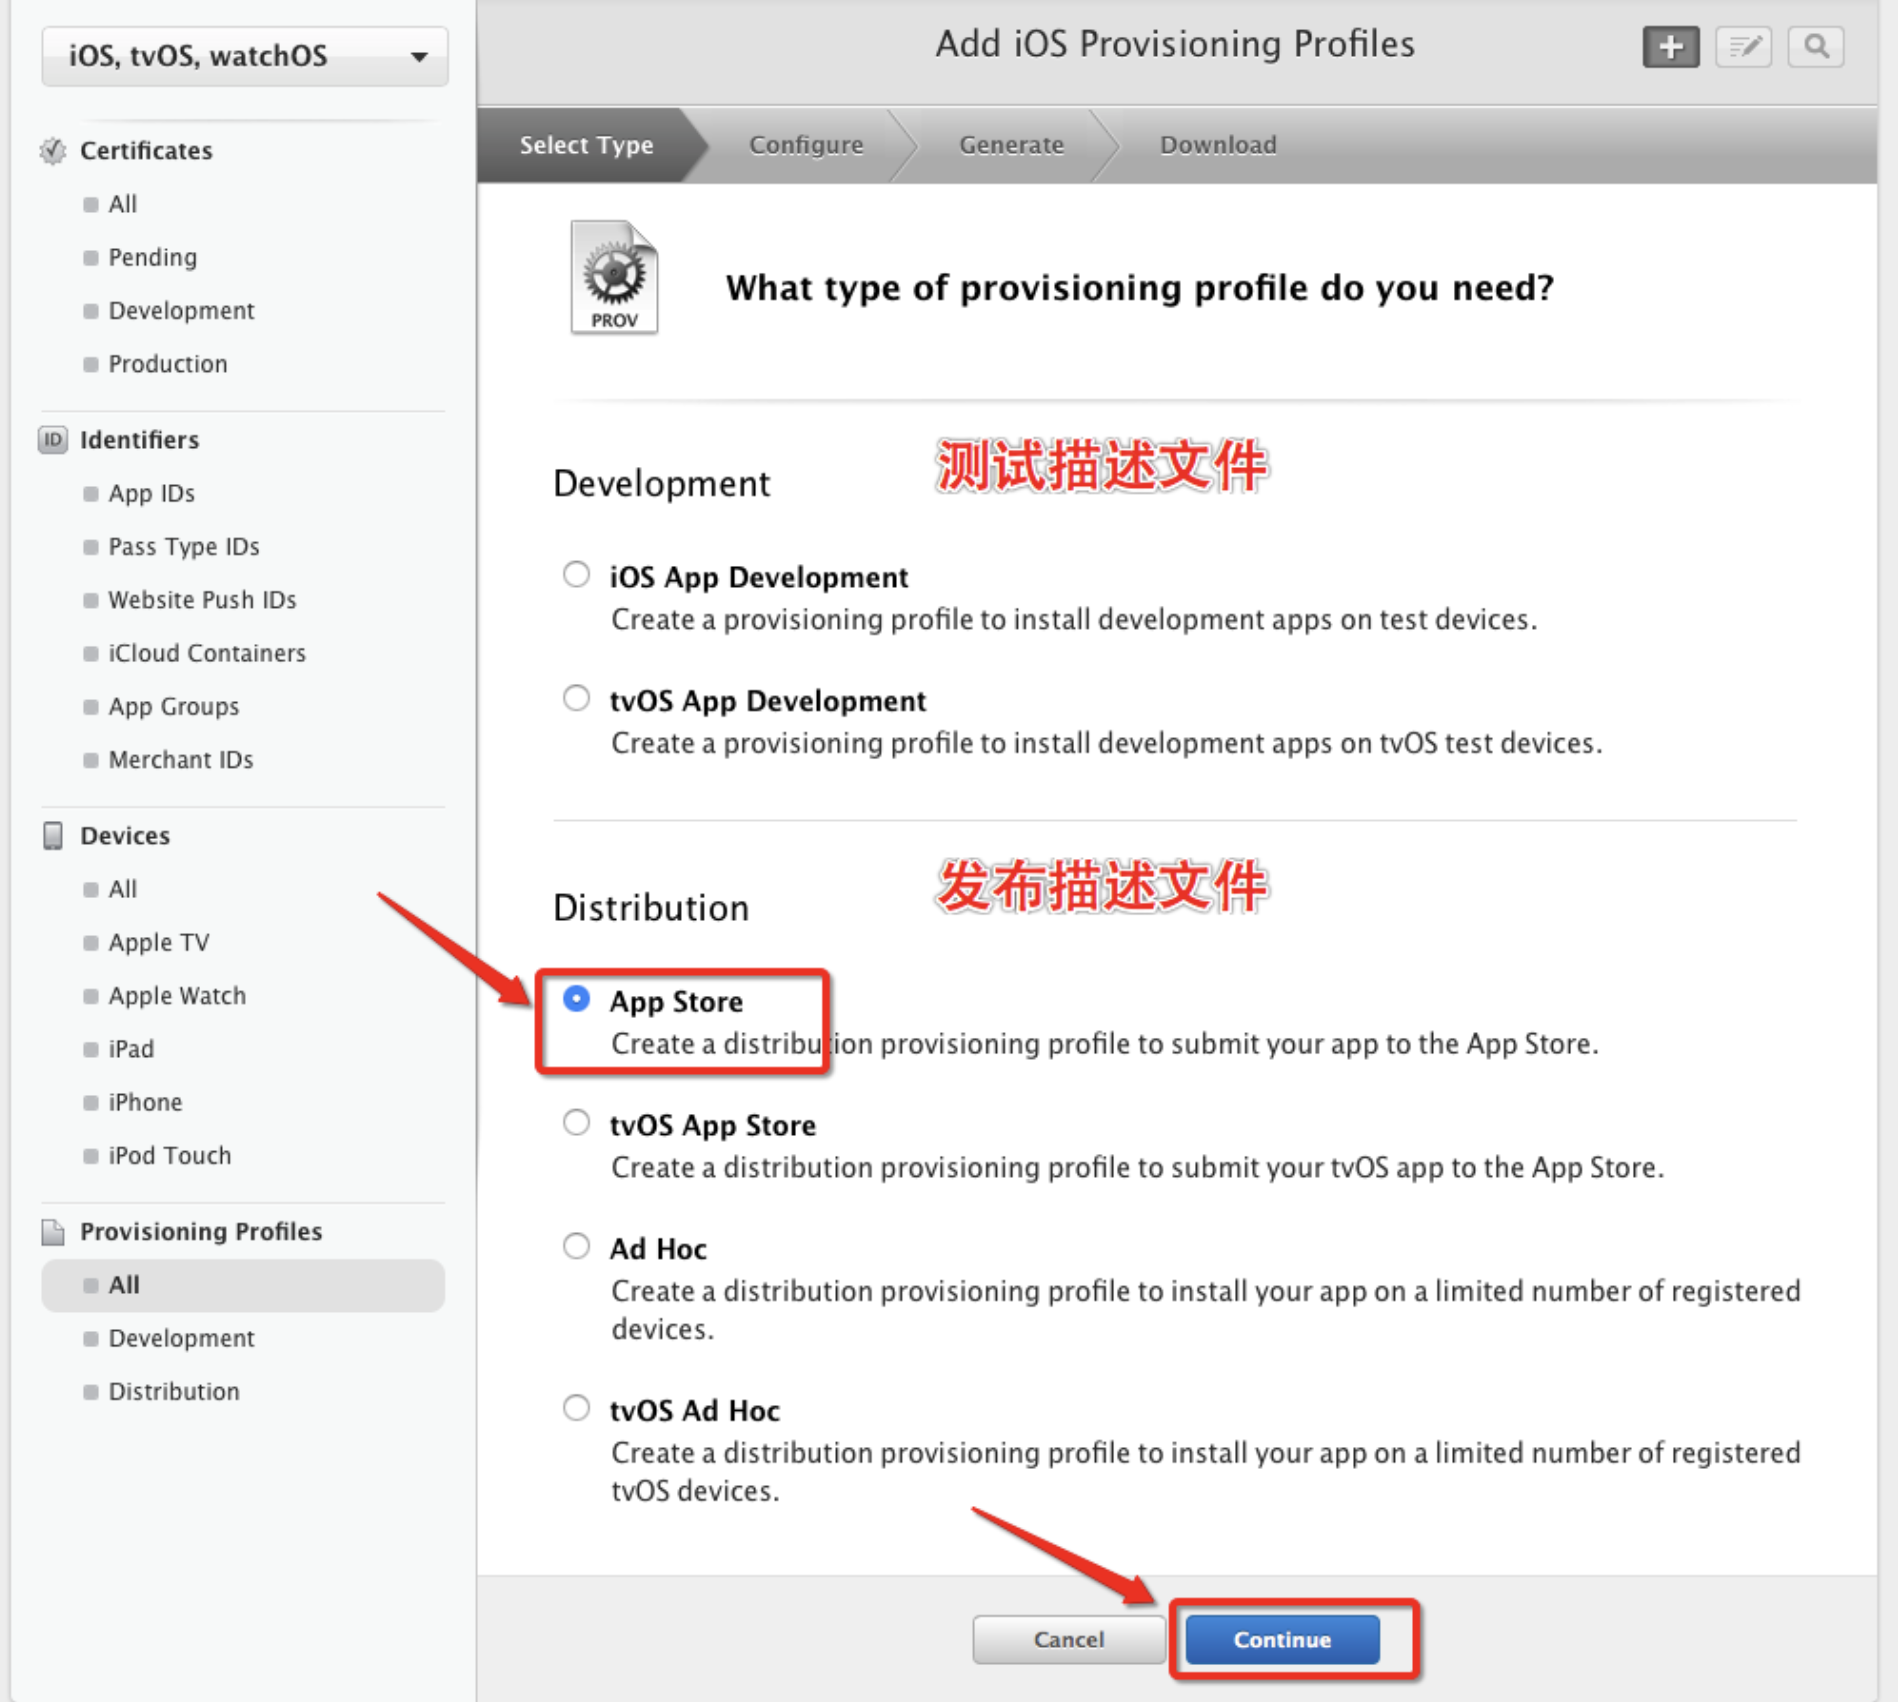 iOS, tvOS, watchOS
Certificates
All
Pending
Development
Production
ID Identifiers
App IDs
Pass Type IDs
Website Push IDs
iCloud Containers
App Groups
Merchant IDs
Devices
All
Apple TV
Apple Watch
iPad
iPhone
iPod Touch
Provisioning Profiles
All
Development
Distribution
Add iOS Provisioning Profiles
Select Type
Configure
Generate
Download
PROV
What type of provisioning profile do you need?
Development
测试描述文件
iOS App Development
Create a provisioning profile to install development apps on test devices.
tvOS App Development
Create a provisioning profile to install development apps on tvOS test devices.
Distribution
发布描述文件
App Store
Create a distribution provisioning profile to submit your app to the App Store.
tvOS App Store
Create a distribution provisioning profile to submit your tvOS app to the App Store.
Ad Hoc
Create a distribution provisioning profile to install your app on a limited number of registered
devices.
tvOS Ad Hoc
Create a distribution provisioning profile to install your app on a limited number of registered
tvOS devices.
Cancel
Continue